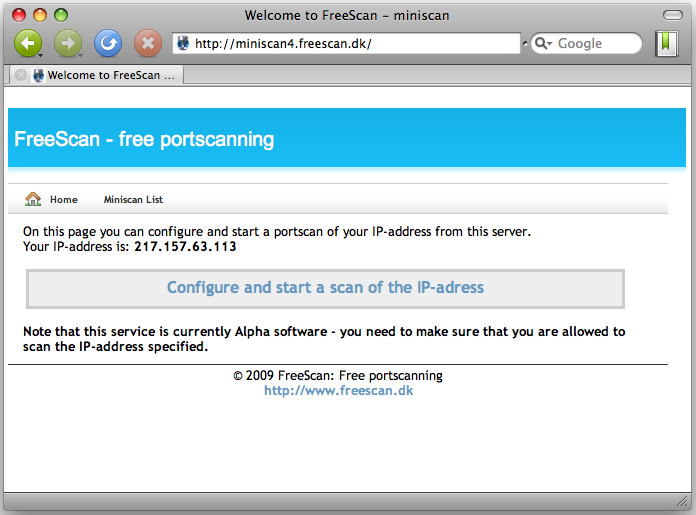 Welcome to FreeScan – miniscan
http://miniscan4.freescan.dk/
Google
Welcome to FreeScan ...
FreeScan - free portscanning
Home
Miniscan List
On this page you can configure and start a portscan of your IP-address from this server.
Your IP-address is: 217.157.63.113
Configure and start a scan of the IP-adress
Note that this service is currently Alpha software - you need to make sure that you are allowed to
scan the IP-address specified.
© 2009 FreeScan: Free portscanning
http://www.freescan.dk